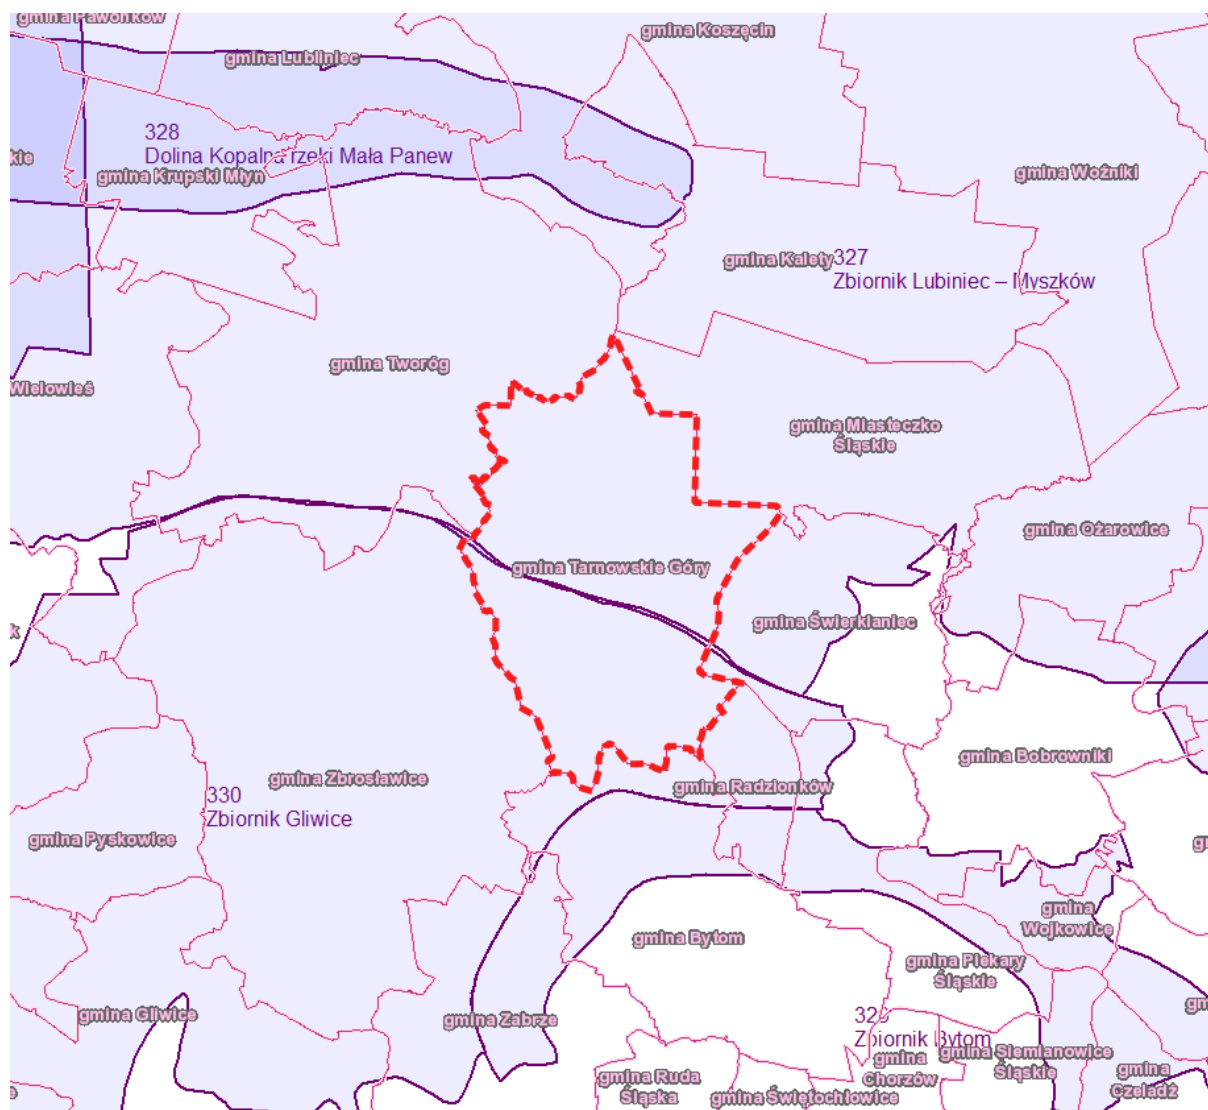 gmina Pawonków
gmina Koszęcin
gmina Lubliniec
328
Dolina Kopalna rzeki Mała Panew
kie
gmina Krupski Młyn
gmina Woźniki
gmina Kalety
327
Zbiornik Lubiniec – Myszków
gmina Tworóg
Wielowieś
gmina Miasteczko
Śląskie
gmina Ożarowice
gmina Tarnowskie Góry
gmina Świerklaniec
k
gmina Bobrowniki
gmina Zbrosławice
gmina Radzionków
330
Zbiornik Gliwice
gmina Pyskowice
gmina
Wojkowice
gmina Bytom
gmina Piekary
Śląskie
gmina Gliwice
gmina Zabrze
Zbiornik Bytom
gmina
Chorzów
gmina Siemianowice
Śląskie
gmina
Czeladź
gmina Ruda
Śląska
gmina Świętochłowice